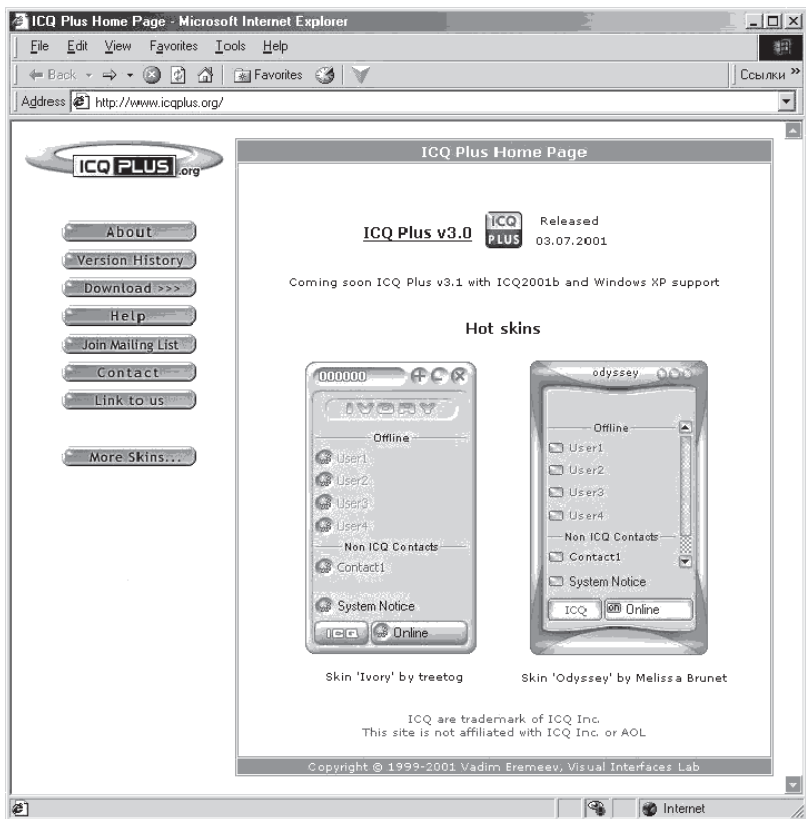 ICQ Plus Home Page - Microsoft Internet Explorer
File Edit View Favorites Tools Help
Back Favorites Ссылки »
Address http://www.icqplus.org/
ICQ PLUS .org
About
Version History
Download >>>
Help
Join Mailing List
Contact
Link to us
More Skins...
ICQ Plus Home Page
ICQ Plus v3.0
ICQ PLUS
Released
03.07.2001
Coming soon ICQ Plus v3.1 with ICQ2001b and Windows XP support
Hot skins
000000
IVORY
Offline
User1
User2
User3
User4
Non ICQ Contacts
Contact1
System Notice
ICQ Online
Skin 'Ivory' by treetog
odyssey
Offline
User1
User2
User3
User4
Non ICQ Contacts
Contact1
System Notice
ICQ on Online
Skin 'Odyssey' by Melissa Brunet
ICQ are trademark of ICQ Inc.
This site is not affiliated with ICQ Inc. or AOL
Copyright © 1999-2001 Vadim Eremeev, Visual Interfaces Lab
Internet